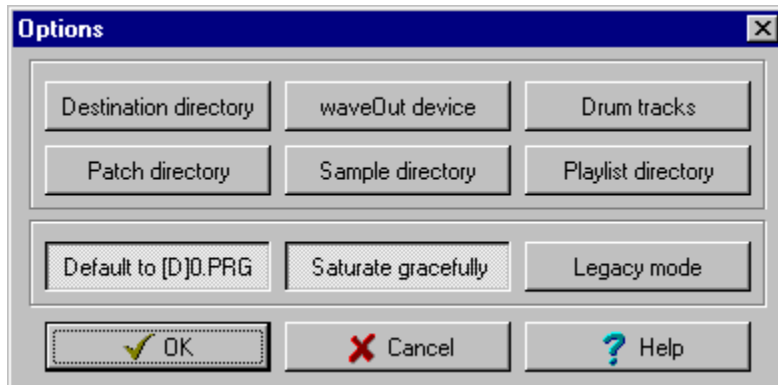 Options
Destination directory
waveOut device
Drum tracks
Patch directory
Sample directory
Playlist directory
Default to [D]0.PRG
Saturate gracefully
Legacy mode
OK
Cancel
Help